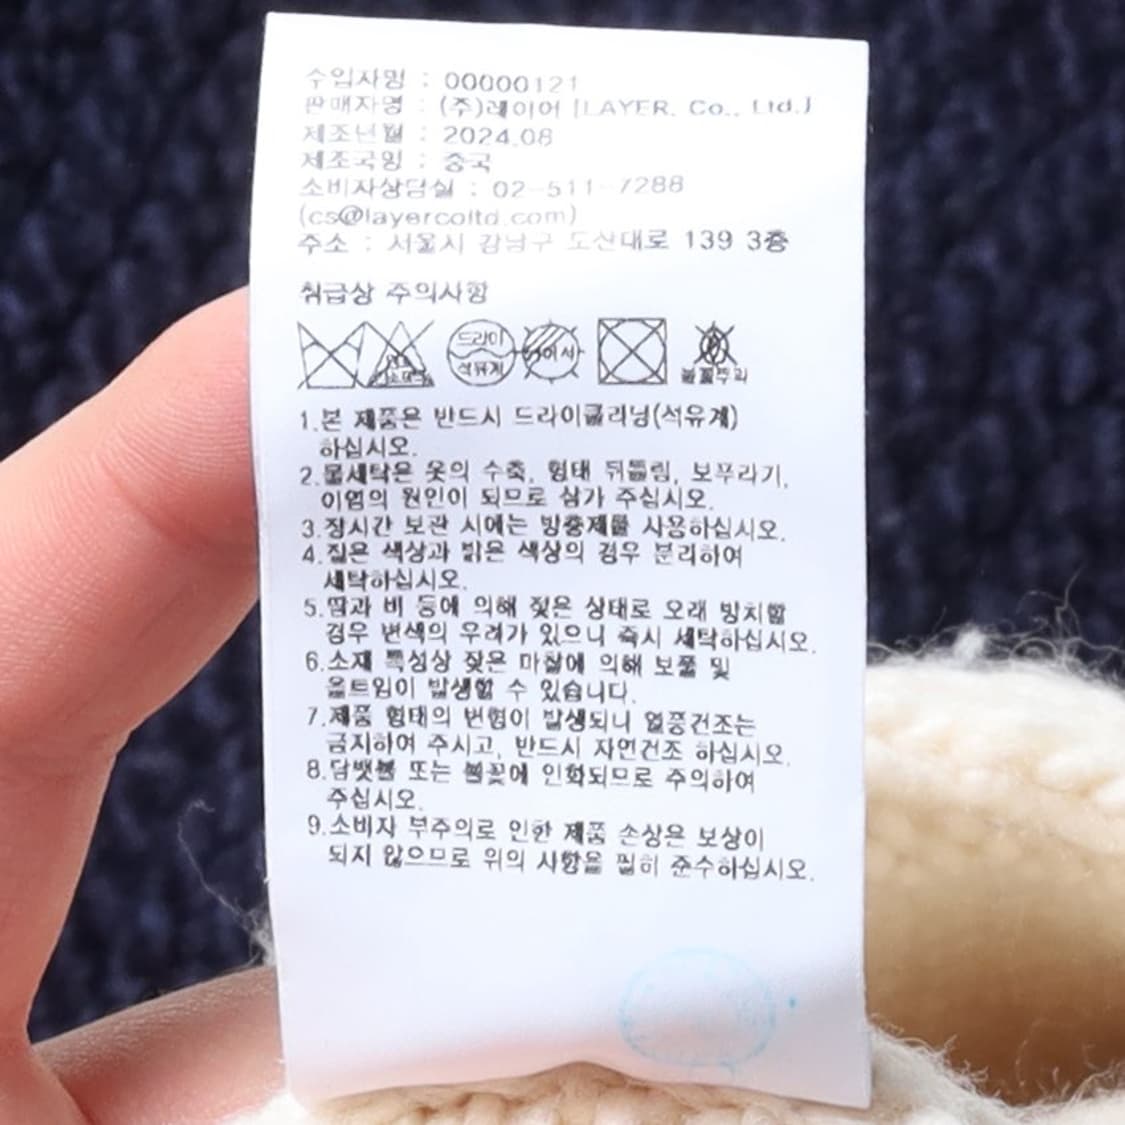 수입자명 : 00000121
판매자명 : (주)레이어 [LAYER. Co., Ltd.]
제조년월 : 2024.08
제조국명 : 중국
소비자상담실 : 02-511-7288
(cs@layercoltd.com)
주소 : 서울시 강남구 도산대로 139 3층
취급상 주의사항
드라이
석유계
1.본 제품은 반드시 드라이클리닝(석유계)
하십시오.
2.물세탁은 옷의 수축, 형태 뒤틀림, 보푸라기,
이염의 원인이 되므로 삼가 주십시오.
3.장시간 보관 시에는 방충제를 사용하십시오.
4.짙은 색상과 밝은 색상의 경우 분리하여
세탁하십시오.
5.땀과 비 등에 의해 젖은 상태로 오래 방치할
경우 변색의 우려가 있으니 즉시 세탁하십시오.
6.소재 특성상 잦은 마찰에 의해 보풀 및
올트임이 발생할 수 있습니다.
7.제품 형태의 변형이 발생되니 열풍건조는
금지하여 주시고, 반드시 자연건조 하십시오.
8.담뱃불 또는 불꽃에 인화되므로 주의하여
주십시오.
9.소비자 부주의로 인한 제품 손상은 보상이
되지 않으므로 위의 사항을 필히 준수하십시오.